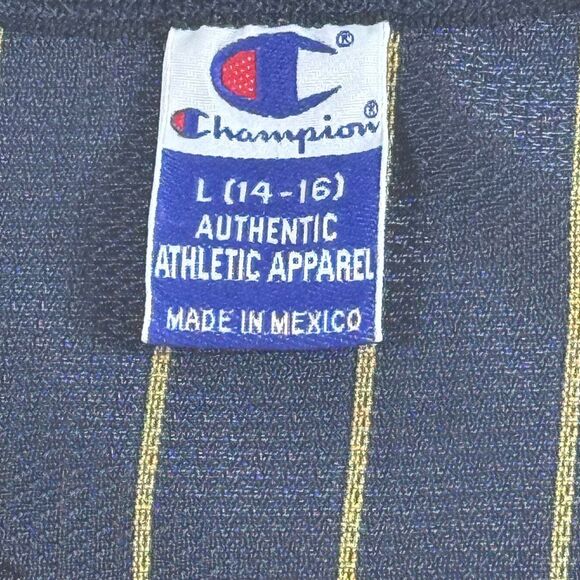 ®
Champion®
L (14-16)
AUTHENTIC
ATHLETIC APPAREL
MADE IN MEXICO